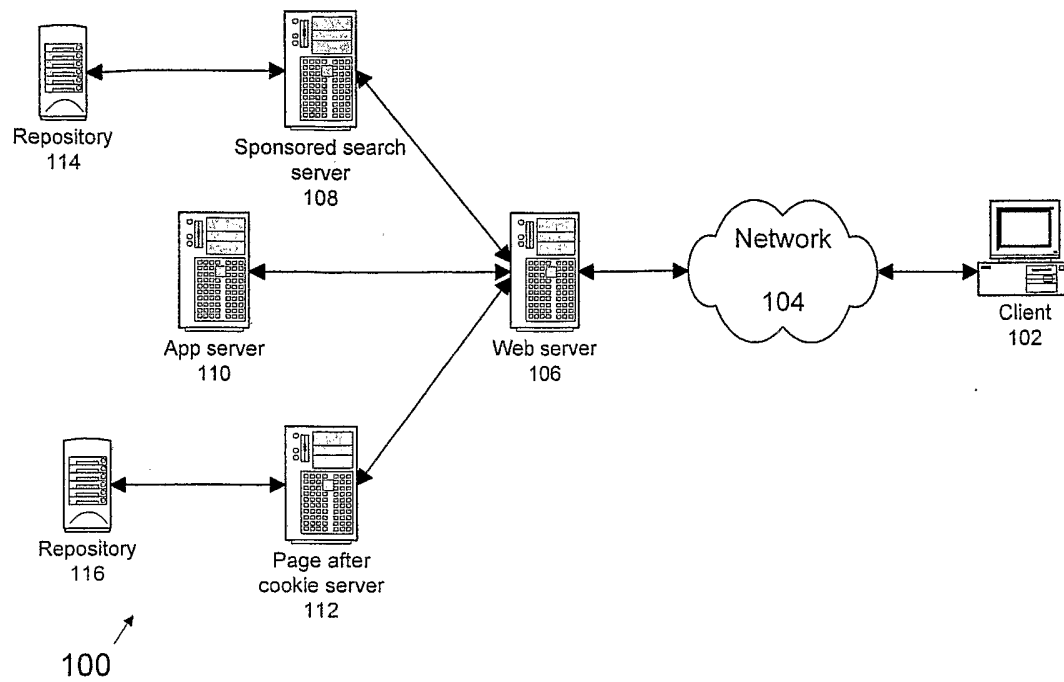 Repository
114
Sponsored search
server
108
App server
110
Web server
106
Network
104
Client
102
Repository
116
Page after
cookie server
112
100